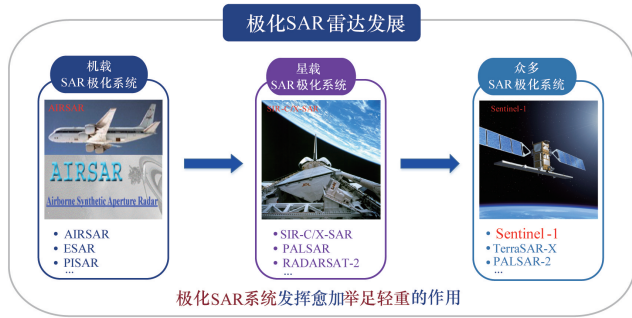 极化SAR雷达发展
机载
SAR极化系统
AIRSAR
AIRSAR
Airborne Synthetic Aperture Radar
• AIRSAR
• ESAR
• PISAR
...
星载
SAR极化系统
SIR-C/X-SAR
• SIR-C/X-SAR
• PALSAR
• RADARSAT-2
...
众多
SAR极化系统
Sentinel-1
• Sentinel-1
• TerraSAR-X
• PALSAR-2
...
极化SAR系统发挥愈加举足轻重的作用